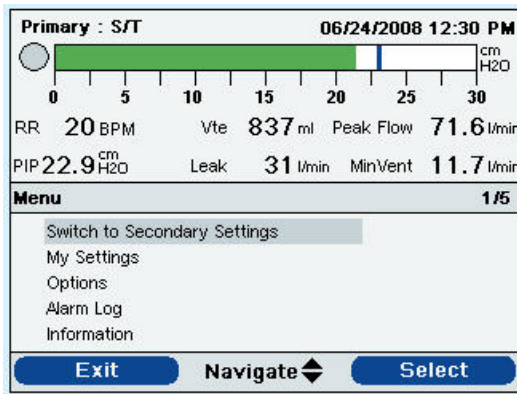 Primary : S/T 06/24/2008 12:30 PM
cm
H2O
0 5 10 15 20 25 30
RR 20 BPM Vte 837 ml Peak Flow 71.6 l/min
PIP 22.9 cm H2O Leak 31 l/min MinVent 11.7 l/min
Menu 1/5
Switch to Secondary Settings
My Settings
Options
Alarm Log
Information
Exit Navigate Select